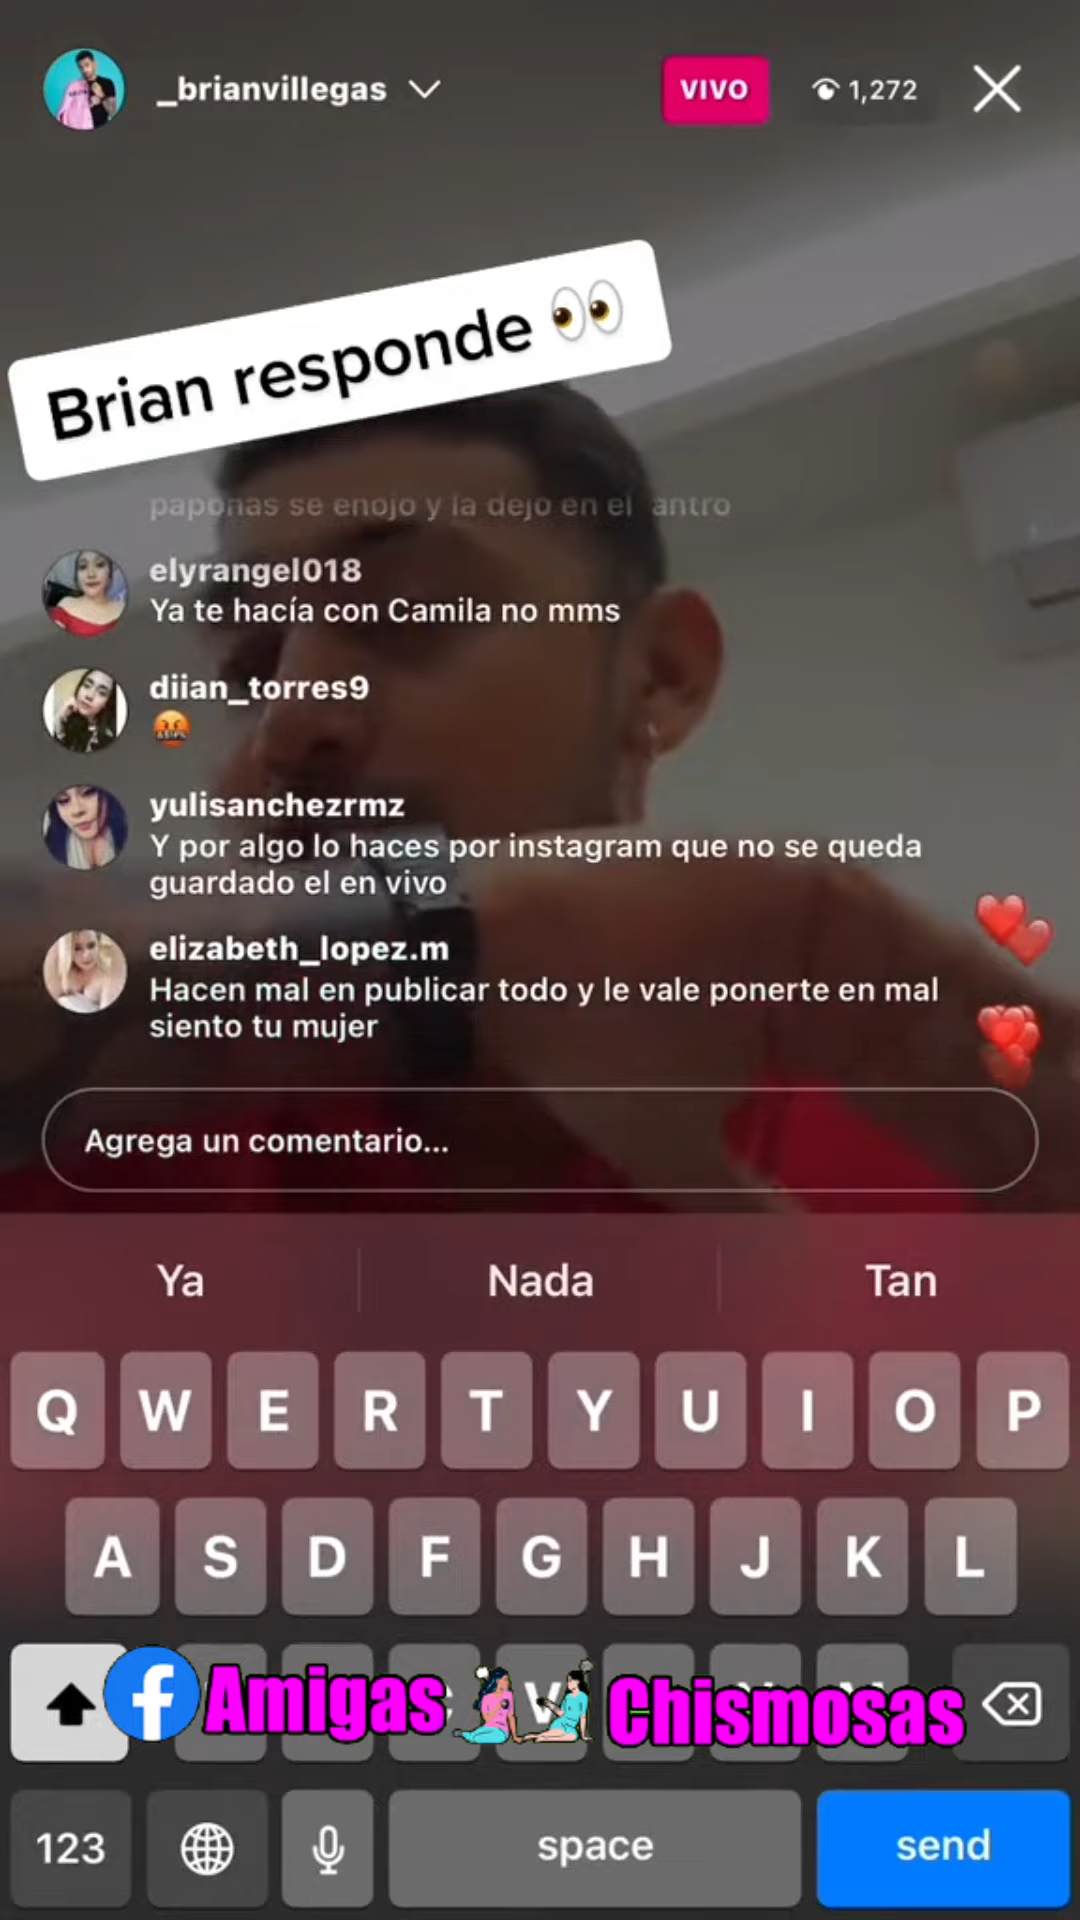 _brianvillegas
VIVO
1,272
Brian responde 👀
paponas se enojo y la dejo en el antro
elyrangel018
Ya te hacía con Camila no mms
diian_torres9
🤬
yulisanchezrmz
Y por algo lo haces por instagram que no se queda
guardado el en vivo
elizabeth_lopez.m
Hacen mal en publicar todo y le vale ponerte en mal
siento tu mujer
Agrega un comentario...
Ya Nada Tan
Q W E R T Y U I O P
A S D F G H J K L
Amigas Chismosas
123 space send